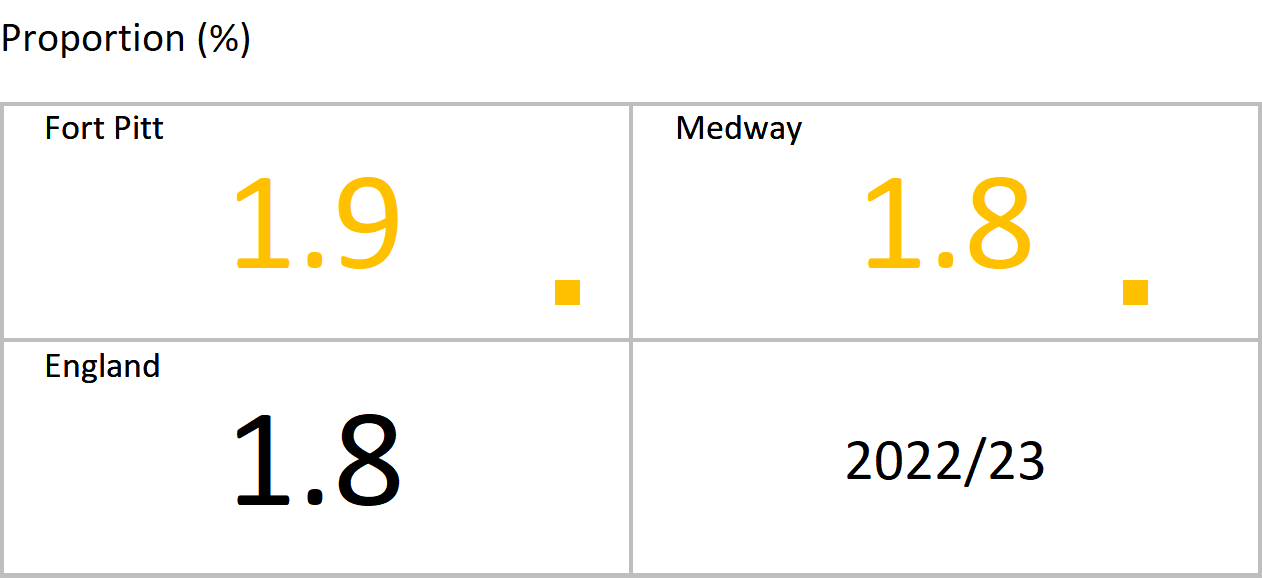 Proportion (%)
Fort Pitt
1.9
Medway
1.8
England
1.8
2022/23